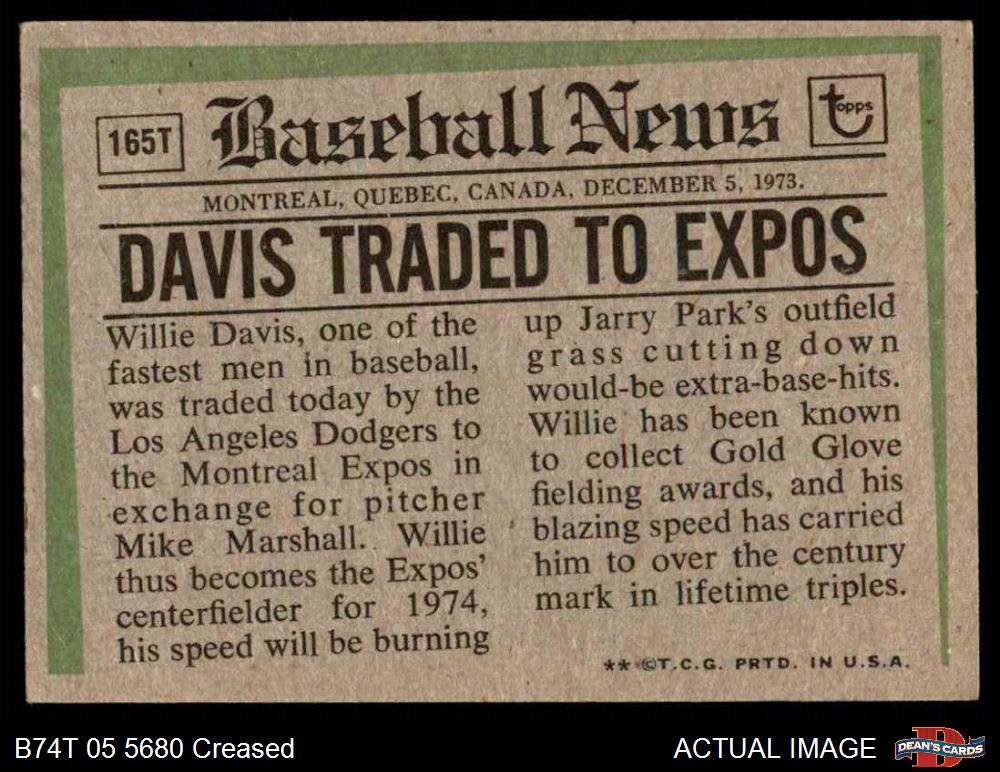 165T
Baseball News
topps
MONTREAL, QUEBEC, CANADA, DECEMBER 5, 1973.
DAVIS TRADED TO EXPOS
Willie Davis, one of the
fastest men in baseball,
was traded today by the
Los Angeles Dodgers to
the Montreal Expos in
exchange for pitcher
Mike Marshall. Willie
thus becomes the Expos'
centerfielder for 1974,
his speed will be burning
up Jarry Park's outfield
grass cutting down
would-be extra-base-hits.
Willie has been known
to collect Gold Glove
fielding awards, and his
blazing speed has carried
him to over the century
mark in lifetime triples.
** ©T.C.G. PRTD. IN U.S.A.
B74T 05 5680 Creased
ACTUAL IMAGE
DEAN'S CARDS